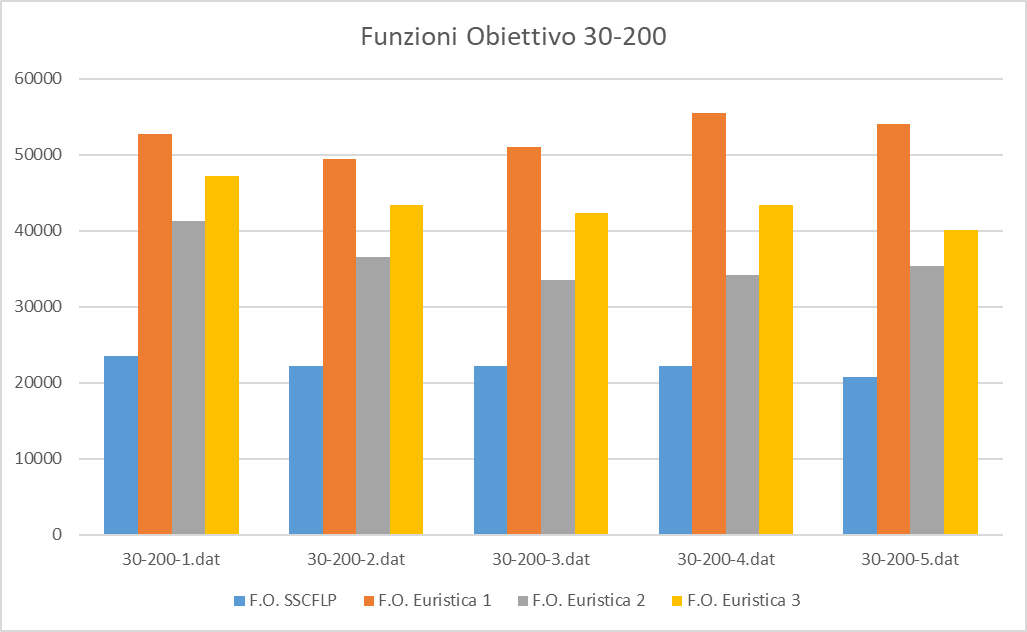 Funzioni Obiettivo 30-200
60000
50000
40000
30000
20000
10000
0
30-200-1.dat 30-200-2.dat 30-200-3.dat 30-200-4.dat 30-200-5.dat
F.O. SSCFLP F.O. Euristica 1 F.O. Euristica 2 F.O. Euristica 3